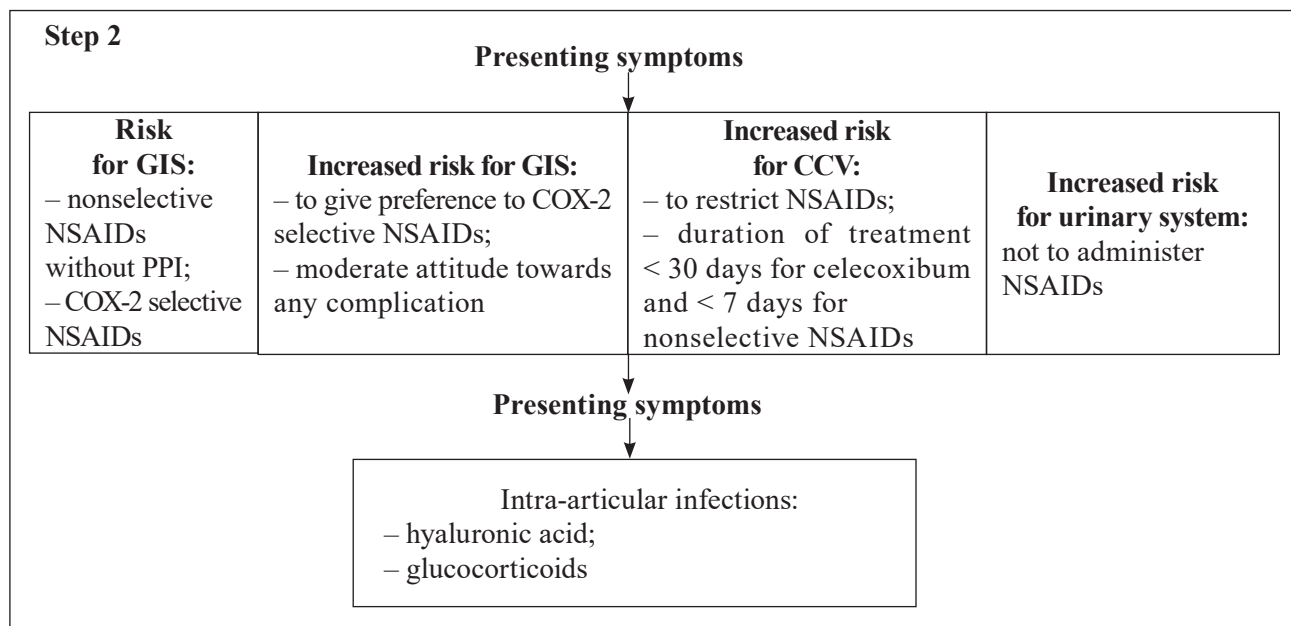 Step 2
Presenting symptoms
Risk
for GIS:
– nonselective
NSAIDs
without PPI;
– COX-2 selective
NSAIDs
Increased risk for GIS:
– to give preference to COX-2
selective NSAIDs;
– moderate attitude towards
any complication
Increased risk
for CCV:
– to restrict NSAIDs;
– duration of treatment
< 30 days for celecoxibum
and < 7 days for
nonselective NSAIDs
Increased risk
for urinary system:
not to administer
NSAIDs
Presenting symptoms
Intra-articular infections:
– hyaluronic acid;
– glucocorticoids